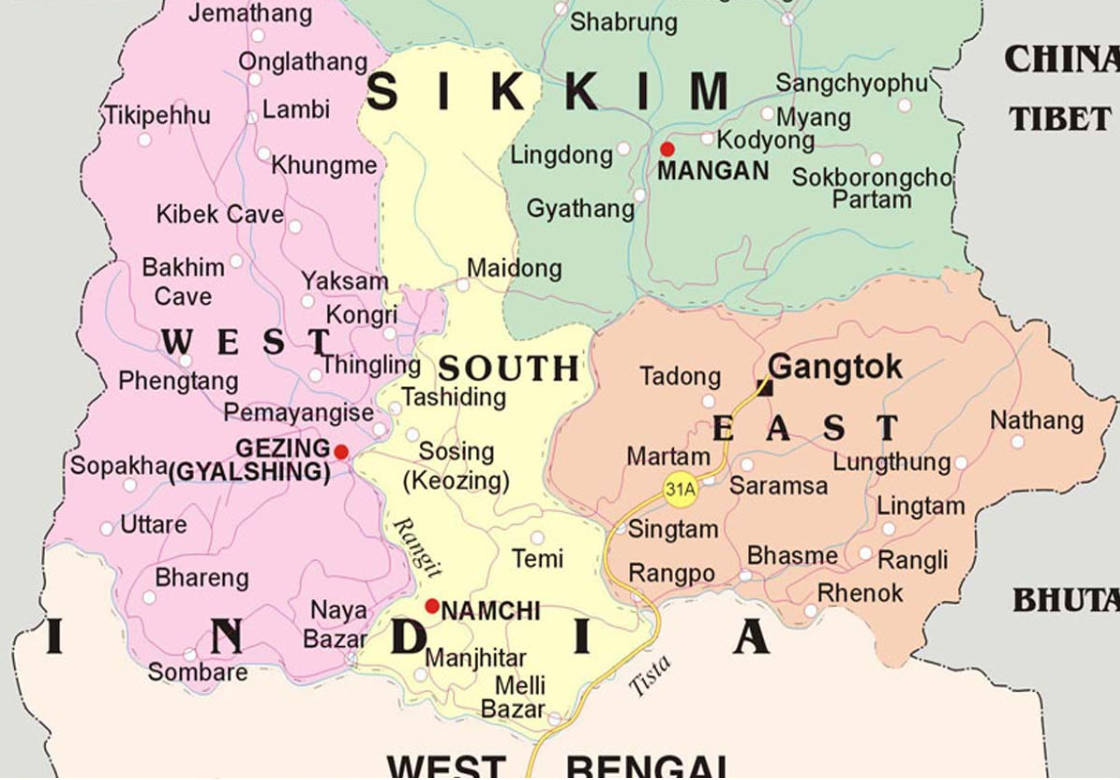 Jemathang
Shabrung
Onglathang
CHINA
SIKKIM
Sangchyophu
Tikipehhu
Lambi
Myang
TIBET
Kodyong
Lingdong
Khungme
MANGAN
Sokborongcho
Partam
Kibek Cave
Gyathang
Bakhim
Cave
Yaksam
Maidong
Kongri
WEST
Thingling
SOUTH
Gangtok
Phengtang
Tadong
Tashiding
Pemayangise
EAST
Nathang
GEZING
(GYALSHING)
Sosing
(Keozing)
Martam
Lungthung
Sopakha
31A
Saramsa
Lingtam
Uttare
Rangit
Singtam
Temi
Bhasme
Rangli
Bhareng
Rangpo
Rhenok
Naya
Bazar
NAMCHI
BHUTA
INDIA
Sombare
Manjhitar
Melli
Bazar
Tista
WEST BENGAL